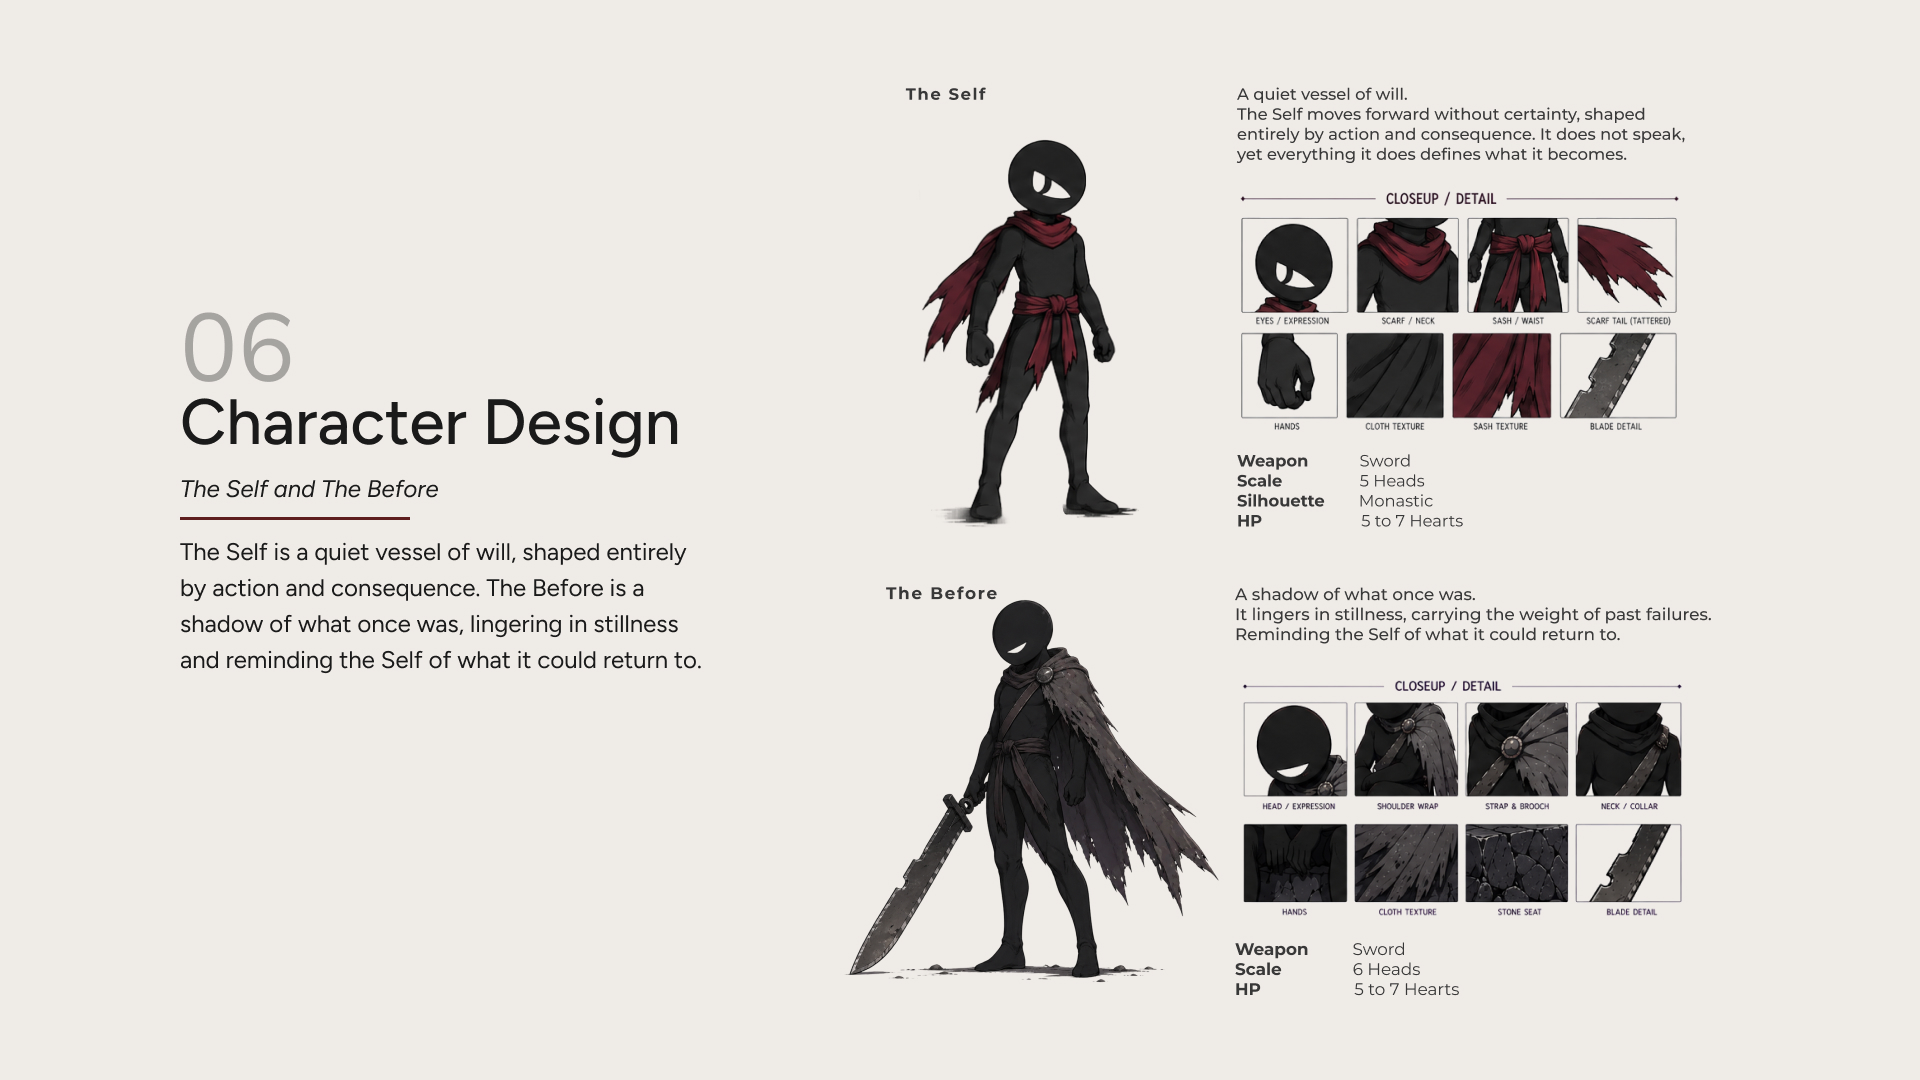 06
Character Design
The Self and The Before
The Self is a quiet vessel of will, shaped entirely
by action and consequence. The Before is a
shadow of what once was, lingering in stillness
and reminding the Self of what it could return to.
The Self
A quiet vessel of will.
The Self moves forward without certainty, shaped
entirely by action and consequence. It does not speak,
yet everything it does defines what it becomes.
CLOSEUP / DETAIL
EYES / EXPRESSION SCARF / NECK SASH / WAIST SCARF TAIL (TATTERED)
HANDS CLOTH TEXTURE SASH TEXTURE BLADE DETAIL
Weapon Sword
Scale 5 Heads
Silhouette Monastic
HP 5 to 7 Hearts
The Before
A shadow of what once was.
It lingers in stillness, carrying the weight of past failures.
Reminding the Self of what it could return to.
CLOSEUP / DETAIL
HEAD / EXPRESSION SHOULDER WRAP STRAP & BROOCH NECK / COLLAR
HANDS CLOTH TEXTURE STONE SEAT BLADE DETAIL
Weapon Sword
Scale 6 Heads
HP 5 to 7 Hearts